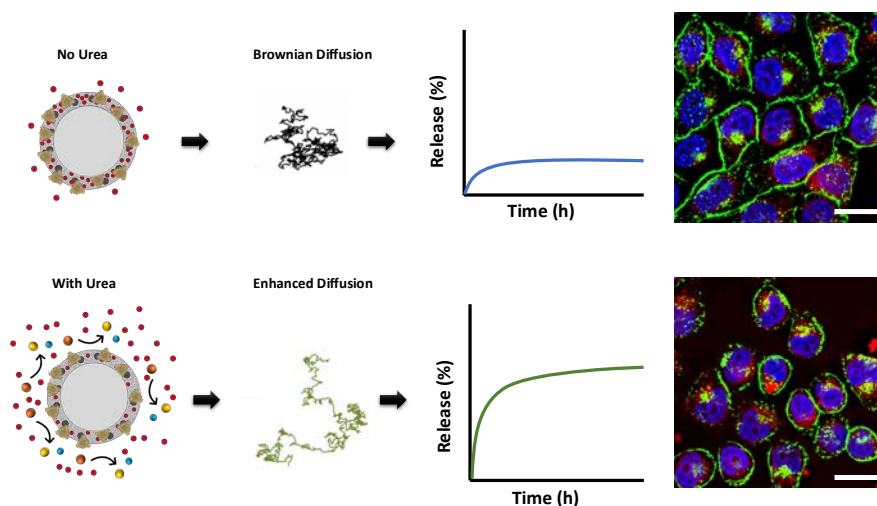 No Urea
Brownian Diffusion
Release (%)
Time (h)
With Urea
Enhanced Diffusion
Release (%)
Time (h)